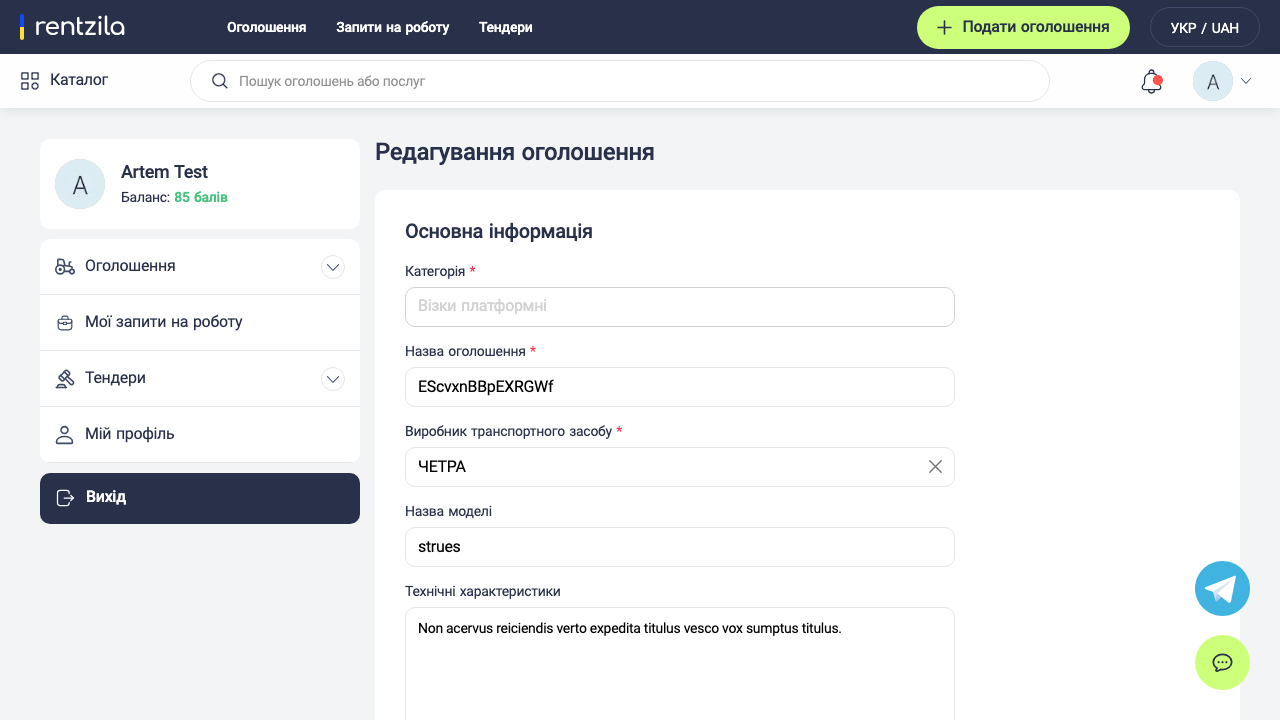 rentzila
Оголошення
Запити на роботу
Тендери
Подати оголошення
УКР / UAH
Каталог
Пошук оголошень або послуг
A
A
Artem Test
Баланс: 85 балів
Оголошення
Мої запити на роботу
Тендери
Мій профіль
Вихід
Редагування оголошення
Основна інформація
Категорія *
Візки платформні
Назва оголошення *
EScvxnBBpEXRGWf
Виробник транспортного засобу *
ЧЕТРА
Назва моделі
strues
Технічні характеристики
Non acervus reiciendis verto expedita titulus vesco vox sumptus titulus.